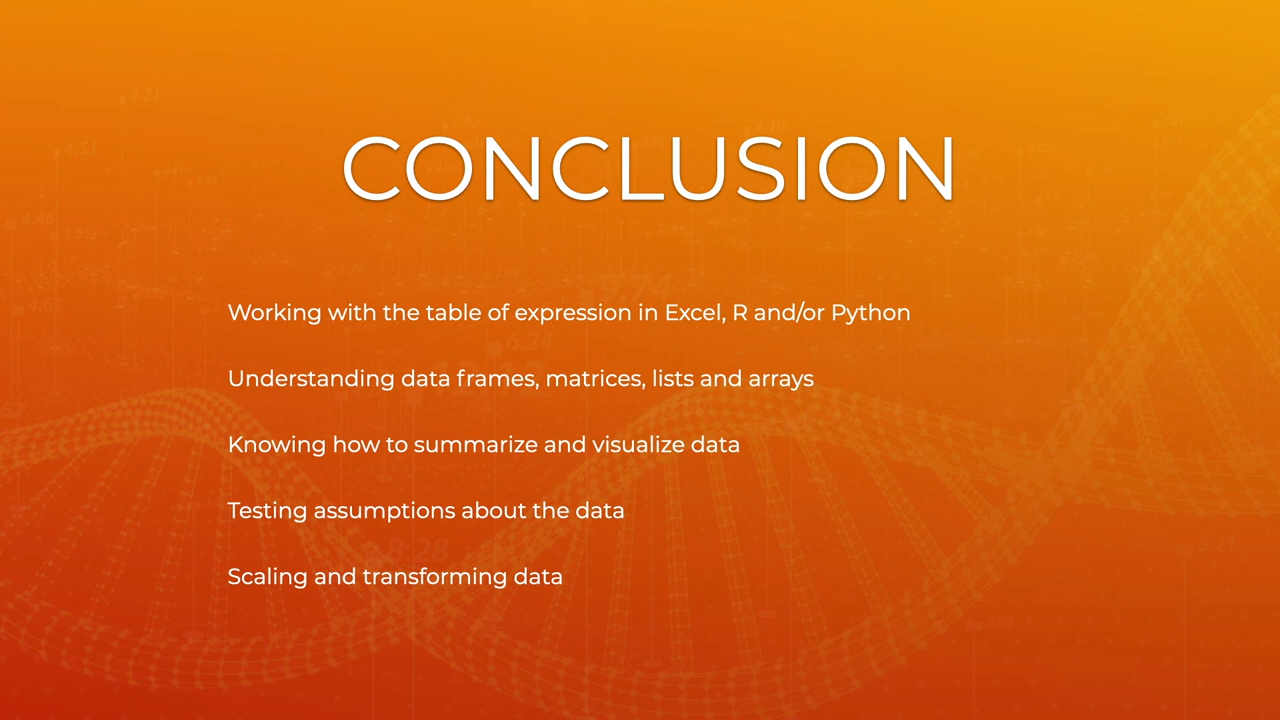 CONCLUSION
Working with the table of expression in Excel, R and/or Python
Understanding data frames, matrices, lists and arrays
Knowing how to summarize and visualize data
Testing assumptions about the data
Scaling and transforming data